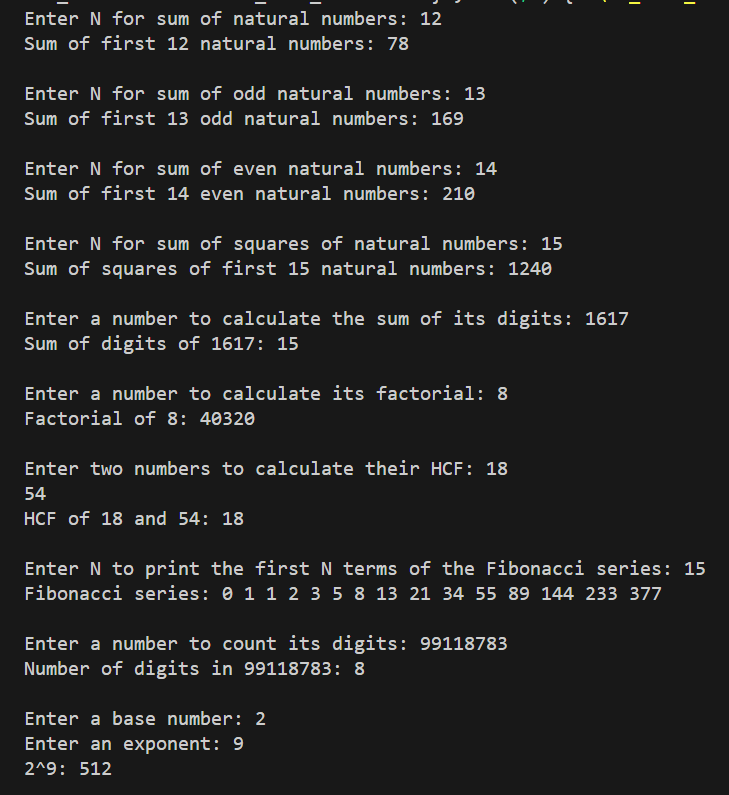 Enter N for sum of natural numbers: 12
Sum of first 12 natural numbers: 78
Enter N for sum of odd natural numbers: 13
Sum of first 13 odd natural numbers: 169
Enter N for sum of even natural numbers: 14
Sum of first 14 even natural numbers: 210
Enter N for sum of squares of natural numbers: 15
Sum of squares of first 15 natural numbers: 1240
Enter a number to calculate the sum of its digits: 1617
Sum of digits of 1617: 15
Enter a number to calculate its factorial: 8
Factorial of 8: 40320
Enter two numbers to calculate their HCF: 18
54
HCF of 18 and 54: 18
Enter N to print the first N terms of the Fibonacci series: 15
Fibonacci series: 0 1 1 2 3 5 8 13 21 34 55 89 144 233 377
Enter a number to count its digits: 99118783
Number of digits in 99118783: 8
Enter a base number: 2
Enter an exponent: 9
2^9: 512